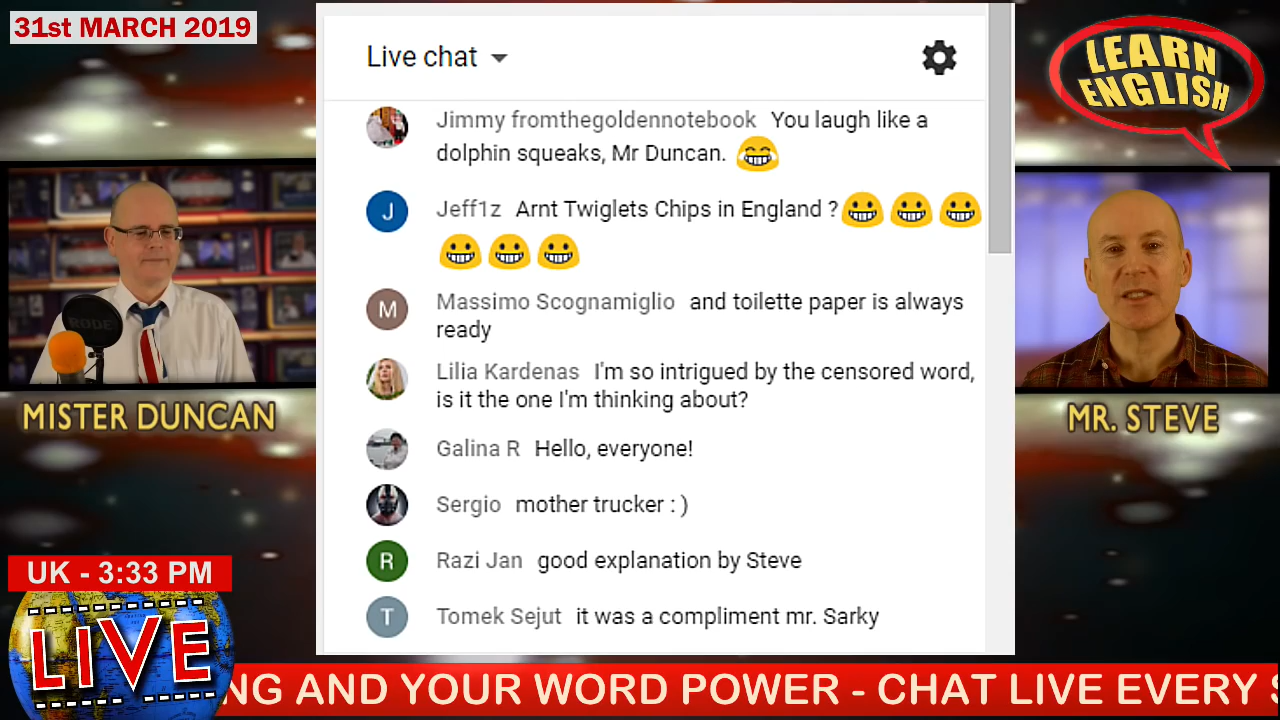 31st MARCH 2019
Live chat
LEARN
ENGLISH
Jimmy fromthegoldennotebook You laugh like a
dolphin squeaks, Mr Duncan. 😂
J
Jeff1z Arnt Twiglets Chips in England ?😀 😀 😀
😀 😀 😀
M
Massimo Scognamiglio and toilette paper is always
ready
Lilia Kardenas I'm so intrigued by the censored word,
is it the one I'm thinking about?
Galina R Hello, everyone!
Sergio mother trucker : )
R
Razi Jan good explanation by Steve
T
Tomek Sejut it was a compliment mr. Sarky
RODE
MISTER DUNCAN
MR. STEVE
UK - 3:33 PM
LIVE
NG AND YOUR WORD POWER - CHAT LIVE EVERY S